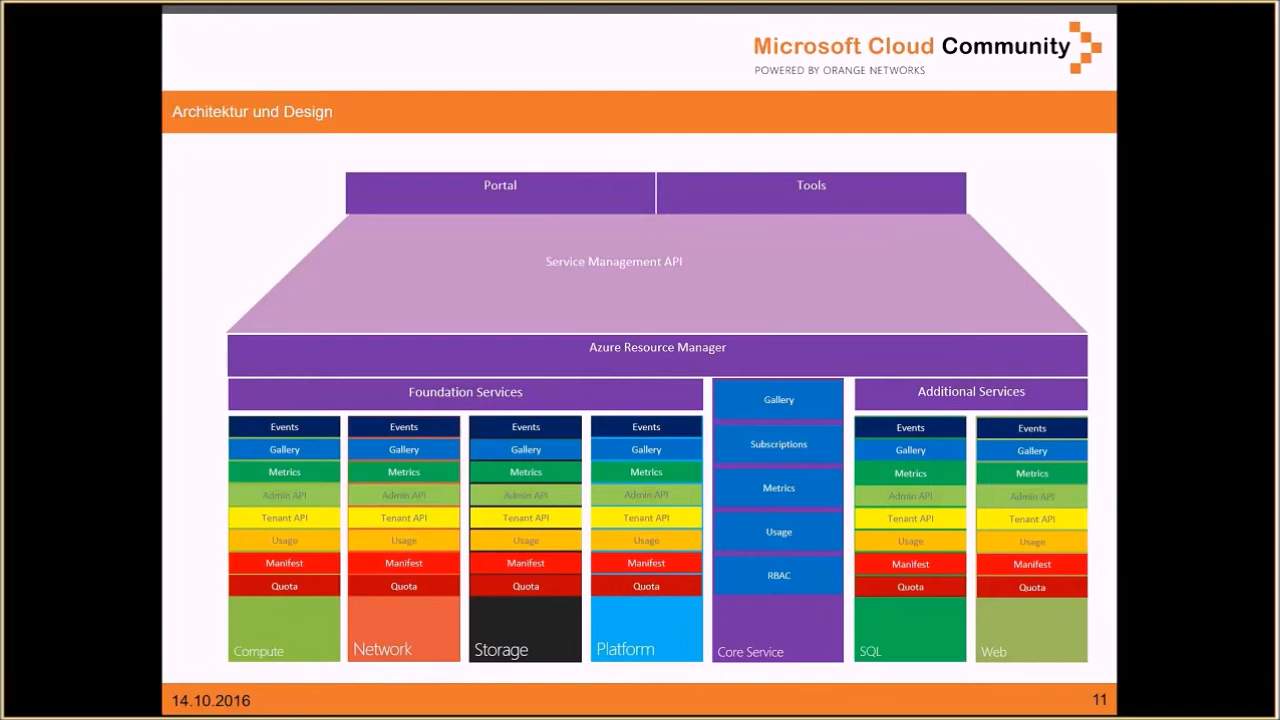 Microsoft Cloud Community
POWERED BY ORANGE NETWORKS
Architektur und Design
Portal
Tools
Service Management API
Azure Resource Manager
Foundation Services
Events
Gallery
Metrics
Admin API
Tenant API
Usage
Manifest
Quota
Compute
Events
Gallery
Metrics
Admin API
Tenant API
Usage
Manifest
Quota
Network
Events
Gallery
Metrics
Admin API
Tenant API
Usage
Manifest
Quota
Storage
Events
Gallery
Metrics
Admin API
Tenant API
Usage
Manifest
Quota
Platform
Gallery
Subscriptions
Metrics
Usage
RBAC
Core Service
Additional Services
Events
Gallery
Metrics
Admin API
Tenant API
Usage
Manifest
Quota
SQL
Events
Gallery
Metrics
Admin API
Tenant API
Usage
Manifest
Quota
Web
14.10.2016
11